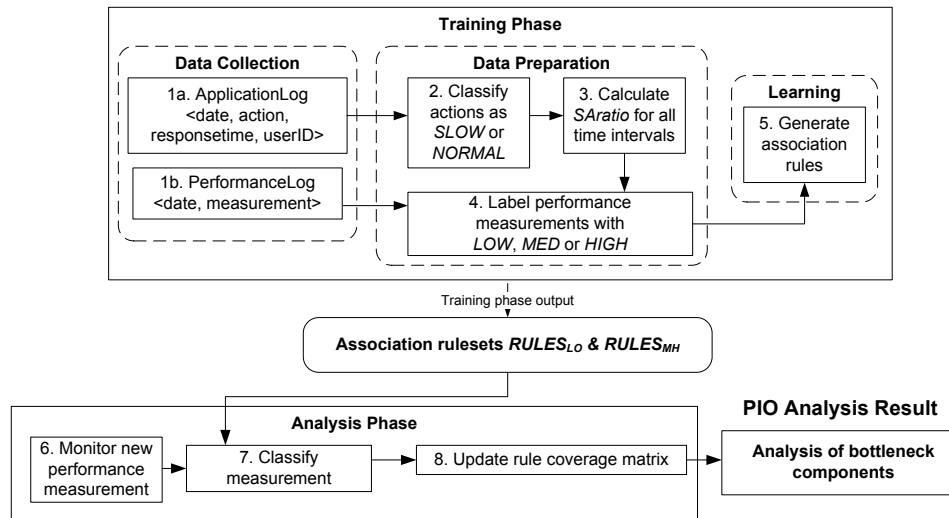 Training Phase
Data Collection
1a. ApplicationLog
<date, action,
responsetime, userID>
1b. PerformanceLog
<date, measurement>
Data Preparation
2. Classify
actions as
SLOW or
NORMAL
3. Calculate
SAratio for all
time intervals
4. Label performance
measurements with
LOW, MED or HIGH
Learning
5. Generate
association
rules
Training phase output
Association rulesets RULES_LO & RULES_MH
Analysis Phase
6. Monitor new
performance
measurement
7. Classify
measurement
8. Update rule coverage matrix
PIO Analysis Result
Analysis of bottleneck
components